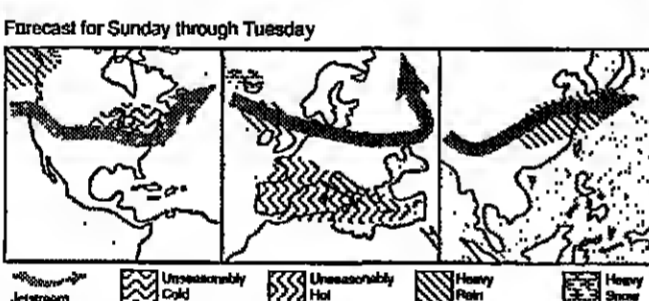 Forecast for Sunday through Tuesday
Jetstream
Unseasonably
Cold
Unseasonably
Hot
Heavy
Rain
Heavy
Snow